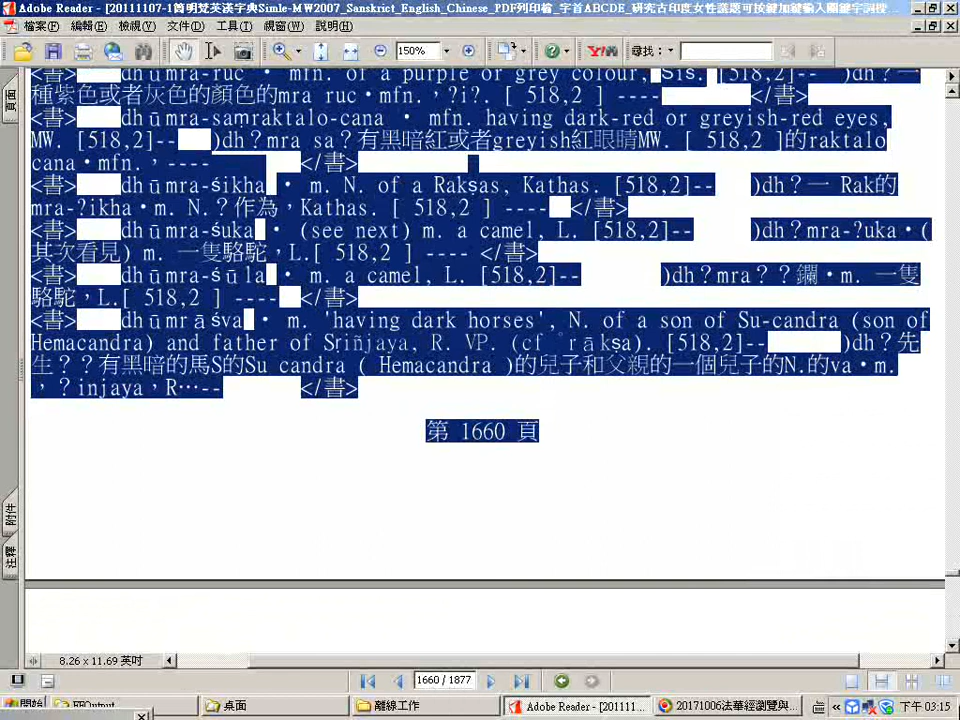 Adobe Reader - [20111107-1簡明梵英漢字典Simle-MW2007_Sanskrict_English_Chinese_PDF列印檔_字首ABCDE_研究古印度女性議題可按鍵加鍵輸入關鍵字詞搜
檔案(F) 編輯(E) 檢視(V) 文件(D) 工具(T) 視窗(W) 說明(H)
150% 尋找：
<書> dhūmra-ruc • mfn. of a purple or grey colour, Śiś. [518,2]-- )dh？一
種紫色或者灰色的顏色的mra ruc•mfn.，?i?. [ 518,2 ] ---- </書>
<書> dhūmra-samraktalo-cana • mfn. having dark-red or greyish-red eyes,
MW. [518,2]-- )dh？mra sa？有黑暗紅或者greyish紅眼睛MW. [ 518,2 ]的raktalo
cana•mfn.，---- </書>
<書> dhūmra-śikha • m. N. of a Rakṣas, Kathas. [518,2]-- )dh？一 Rak的
mra-?ikha•m. N.？作為，Kathas. [ 518,2 ] ---- </書>
<書> dhūmra-śuka • (see next) m. a camel, L. [518,2]-- )dh？mra-?uka•(
其次看見) m. 一隻駱駝，L.[ 518,2 ] ---- </書>
<書> dhūmra-śūla • m. a camel, L. [518,2]-- )dh？mra？？鑼•m. 一隻
駱駝，L.[ 518,2 ] ---- </書>
<書> dhūmrāśva • m. 'having dark horses', N. of a son of Su-candra (son of
Hemacandra) and father of Sṛiñjaya, R. VP. (cf °rākṣa). [518,2]-- )dh？先
生？？有黑暗的馬S的Su candra ( Hemacandra )的兒子和父親的一個兒子的N.的va•m.
，？injaya，R…-- </書>
第 1660 頁
頁面
附件
注釋
8.26 x 11.69 英吋
1660 / 1877
開始 桌面 離線工作 Adobe Reader - [201111... 20171006法華經瀏覽與... 下午 03:15